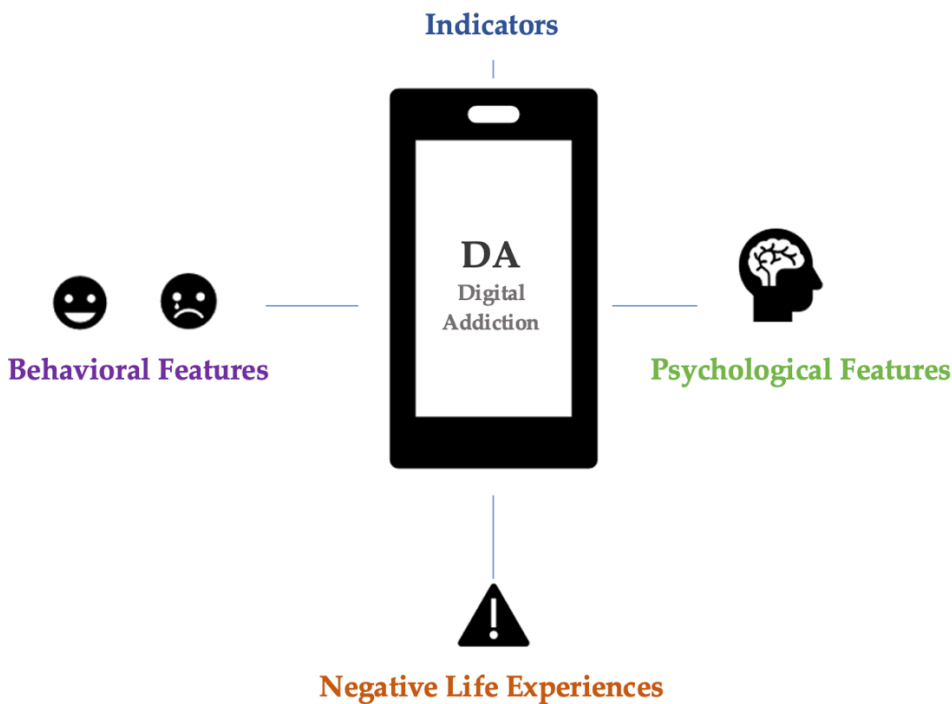 Indicators
DA
Digital
Addiction
Behavioral Features
Psychological Features
Negative Life Experiences